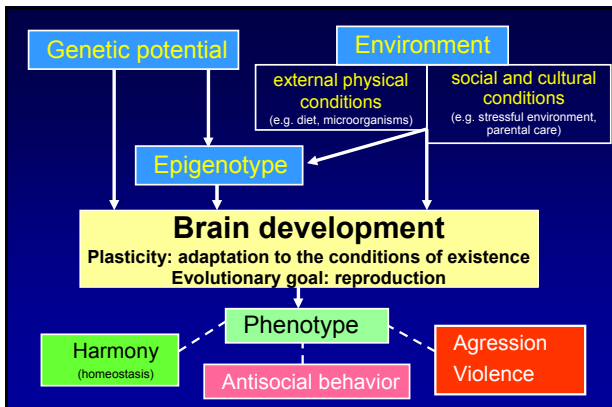 Genetic potential
Environment
external physical
conditions
(e.g. diet, microorganisms)
social and cultural
conditions
(e.g. stressful environment,
parental care)
Epigenotype
Brain development
Plasticity: adaptation to the conditions of existence
Evolutionary goal: reproduction
Phenotype
Harmony
(homeostasis)
Antisocial behavior
Agression
Violence